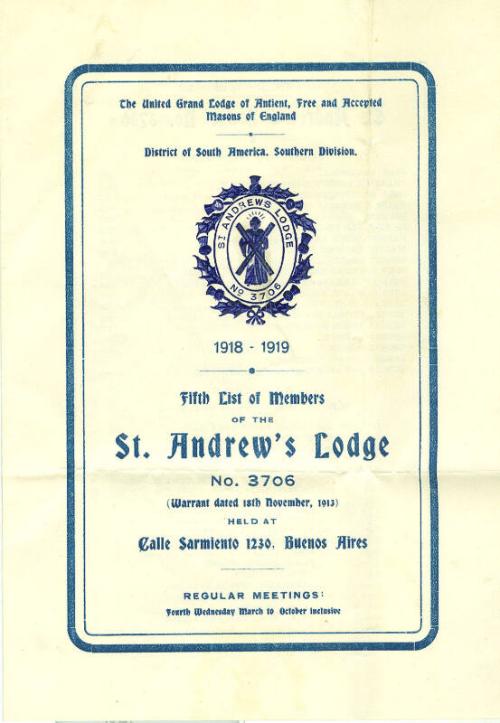 The United Grand Lodge of Antient, Free and Accepted
Masons of England
District of South America. Southern Division.
ST ANDREWS LODGE
No 3706
1918 - 1919
Fifth List of Members
OF THE
St. Andrew's Lodge
No. 3706
(Warrant dated 18th November, 1913)
HELD AT
Calle Sarmiento 1230. Buenos Aires
REGULAR MEETINGS:
Fourth Wednesday March to October inclusive